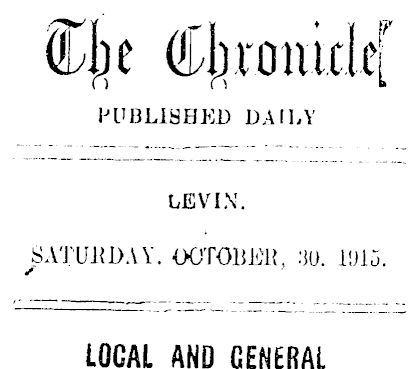 The Chronicle
PUBLISHED DAILY
LEVIN.
SATURDAY. OCTOBER, 30. 1915.
LOCAL AND GENERAL